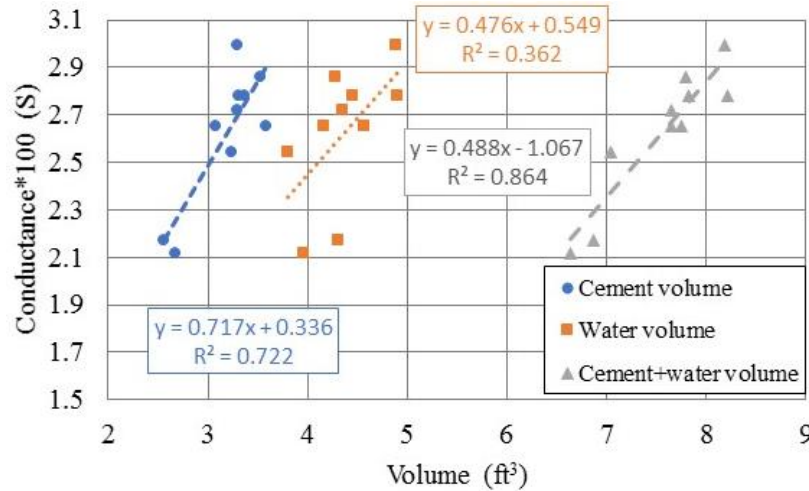 3.1
2.9
2.7
2.5
2.3
2.1
1.9
1.7
1.5
Conductance*100 (S)
y = 0.476x + 0.549
R² = 0.362
y = 0.488x - 1.067
R² = 0.864
y = 0.717x + 0.336
R² = 0.722
Cement volume
Water volume
Cement+water volume
2 3 4 5 6 7 8 9
Volume (ft³)